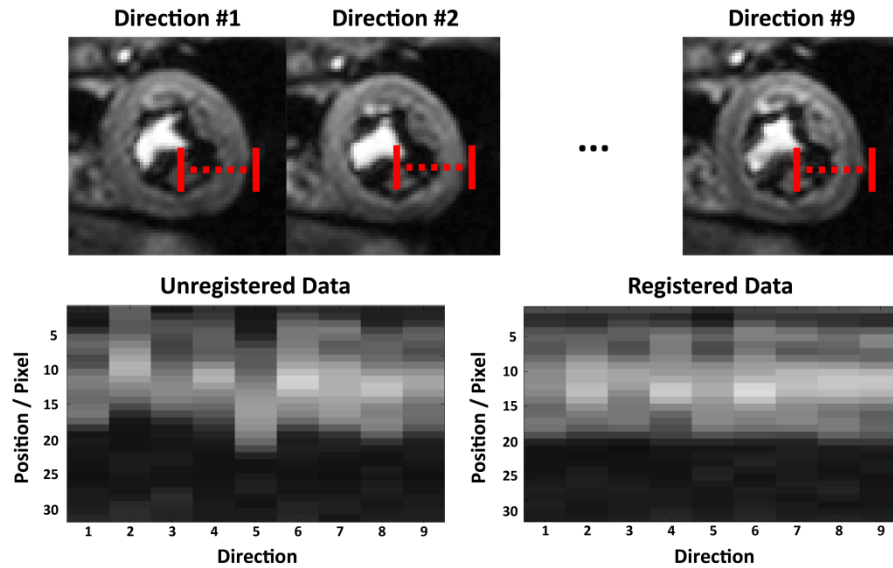 Direction #1 Direction #2 Direction #9
...
Unregistered Data Registered Data
Position / Pixel
5
10
15
20
25
30
1 2 3 4 5 6 7 8 9
Direction
Position / Pixel
5
10
15
20
25
30
1 2 3 4 5 6 7 8 9
Direction